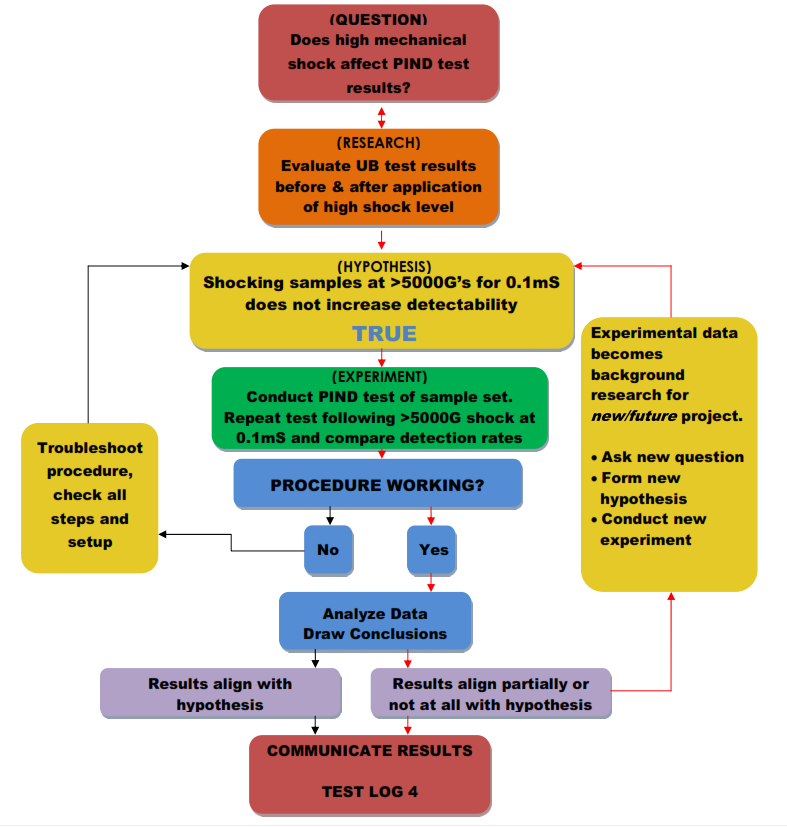 (QUESTION)
Does high mechanical
shock affect PIND test
results?
(RESEARCH)
Evaluate UB test results
before & after application
of high shock level
(HYPOTHESIS)
Shocking samples at >5000G’s for 0.1mS
does not increase detectability
TRUE
(EXPERIMENT)
Conduct PIND test of sample set.
Repeat test following >5000G shock at
0.1mS and compare detection rates
PROCEDURE WORKING?
No
Yes
Troubleshoot
procedure,
check all
steps and
setup
Analyze Data
Draw Conclusions
Results align with
hypothesis
Results align partially or
not at all with hypothesis
Experimental data
becomes
background
research for
new/future project.
• Ask new question
• Form new
hypothesis
• Conduct new
experiment
COMMUNICATE RESULTS
TEST LOG 4